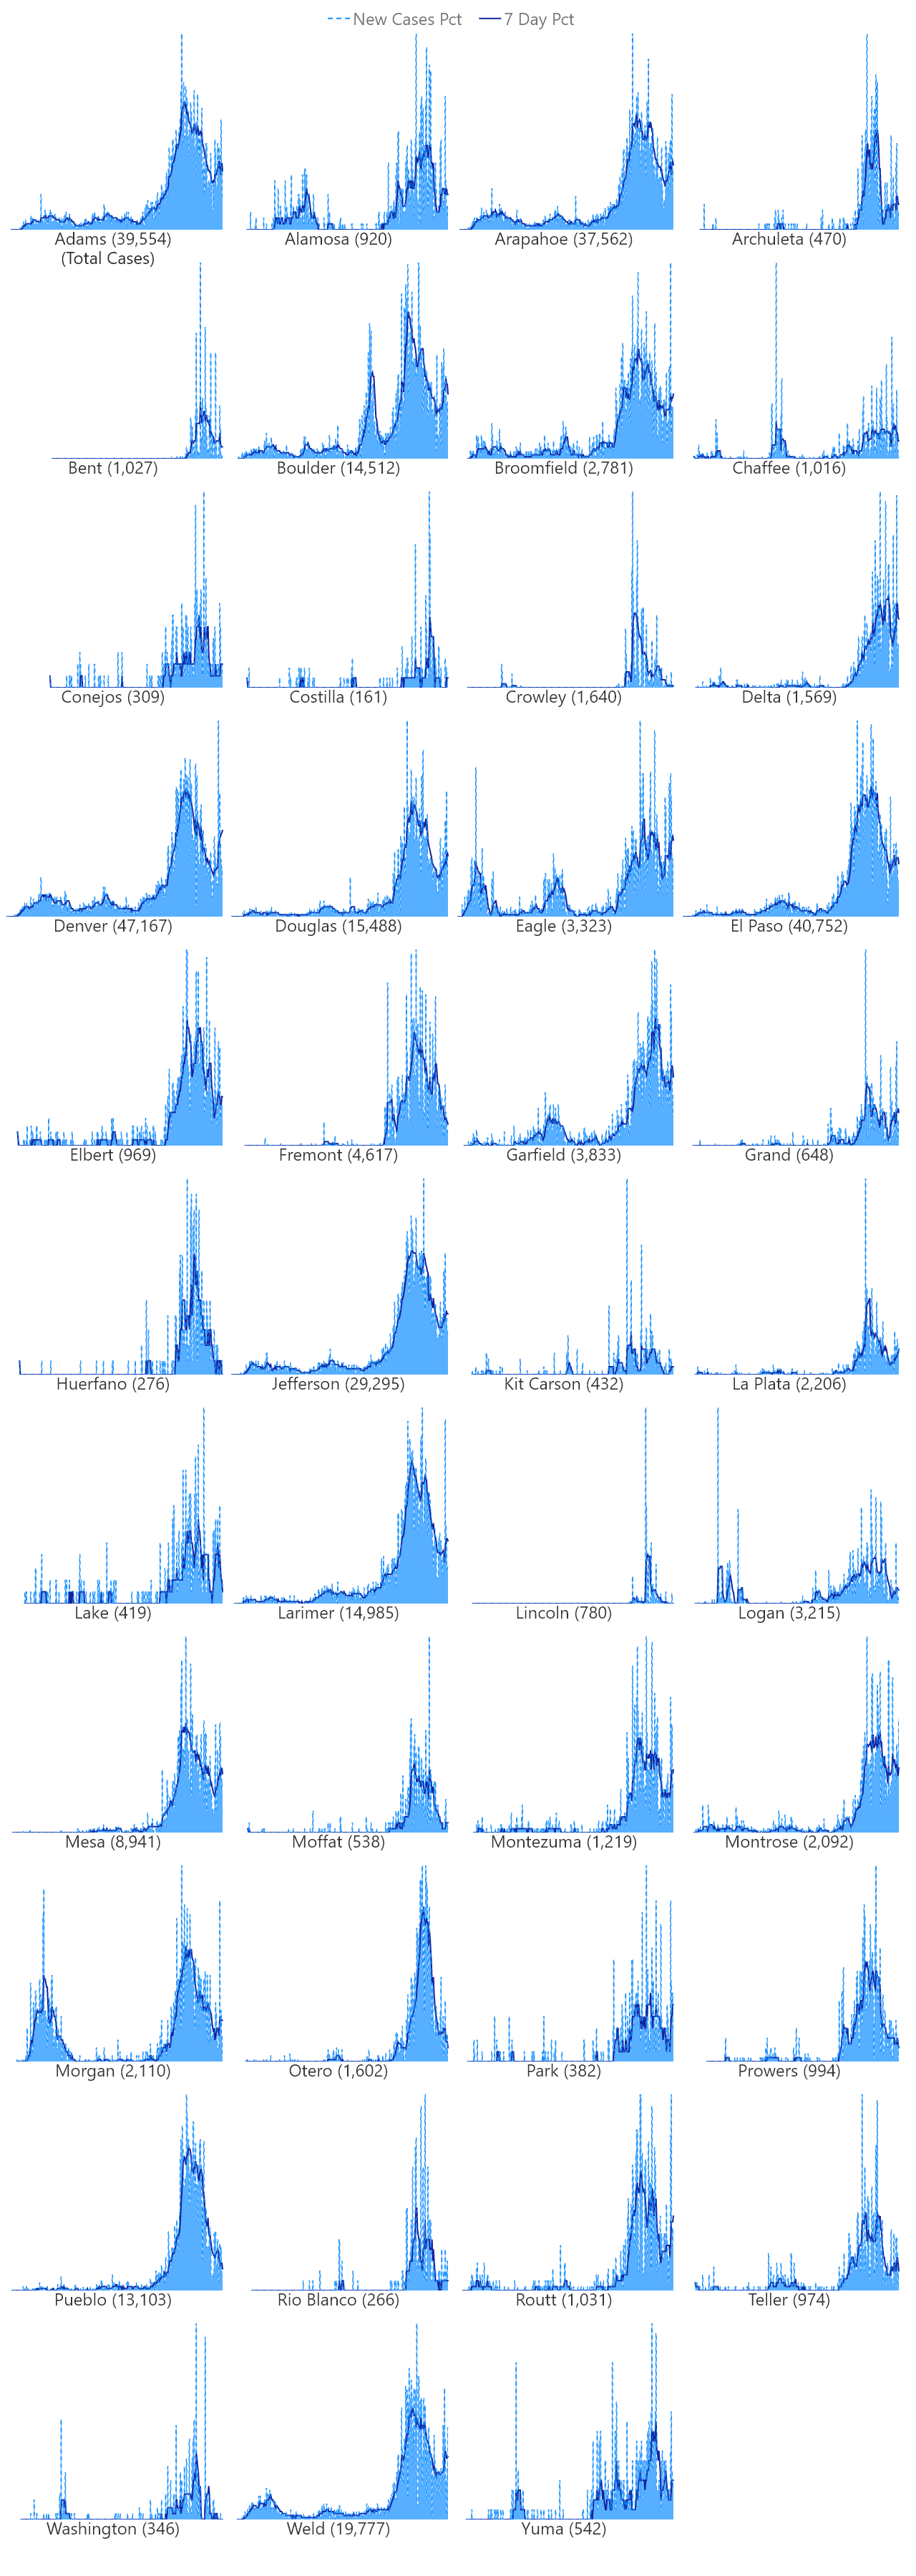 New Cases Pct 7 Day Pct
Adams (39,554) Alamosa (920) Arapahoe (37,562) Archuleta (470)
(Total Cases)
Bent (1,027) Boulder (14,512) Broomfield (2,781) Chaffee (1,016)
Conejos (309) Costilla (161) Crowley (1,640) Delta (1,569)
Denver (47,167) Douglas (15,488) Eagle (3,323) El Paso (40,752)
Elbert (969) Fremont (4,617) Garfield (3,833) Grand (648)
Huerfano (276) Jefferson (29,295) Kit Carson (432) La Plata (2,206)
Lake (419) Larimer (14,985) Lincoln (780) Logan (3,215)
Mesa (8,941) Moffat (538) Montezuma (1,219) Montrose (2,092)
Morgan (2,110) Otero (1,602) Park (382) Prowers (994)
Pueblo (13,103) Rio Blanco (266) Routt (1,031) Teller (974)
Washington (346) Weld (19,777) Yuma (542)